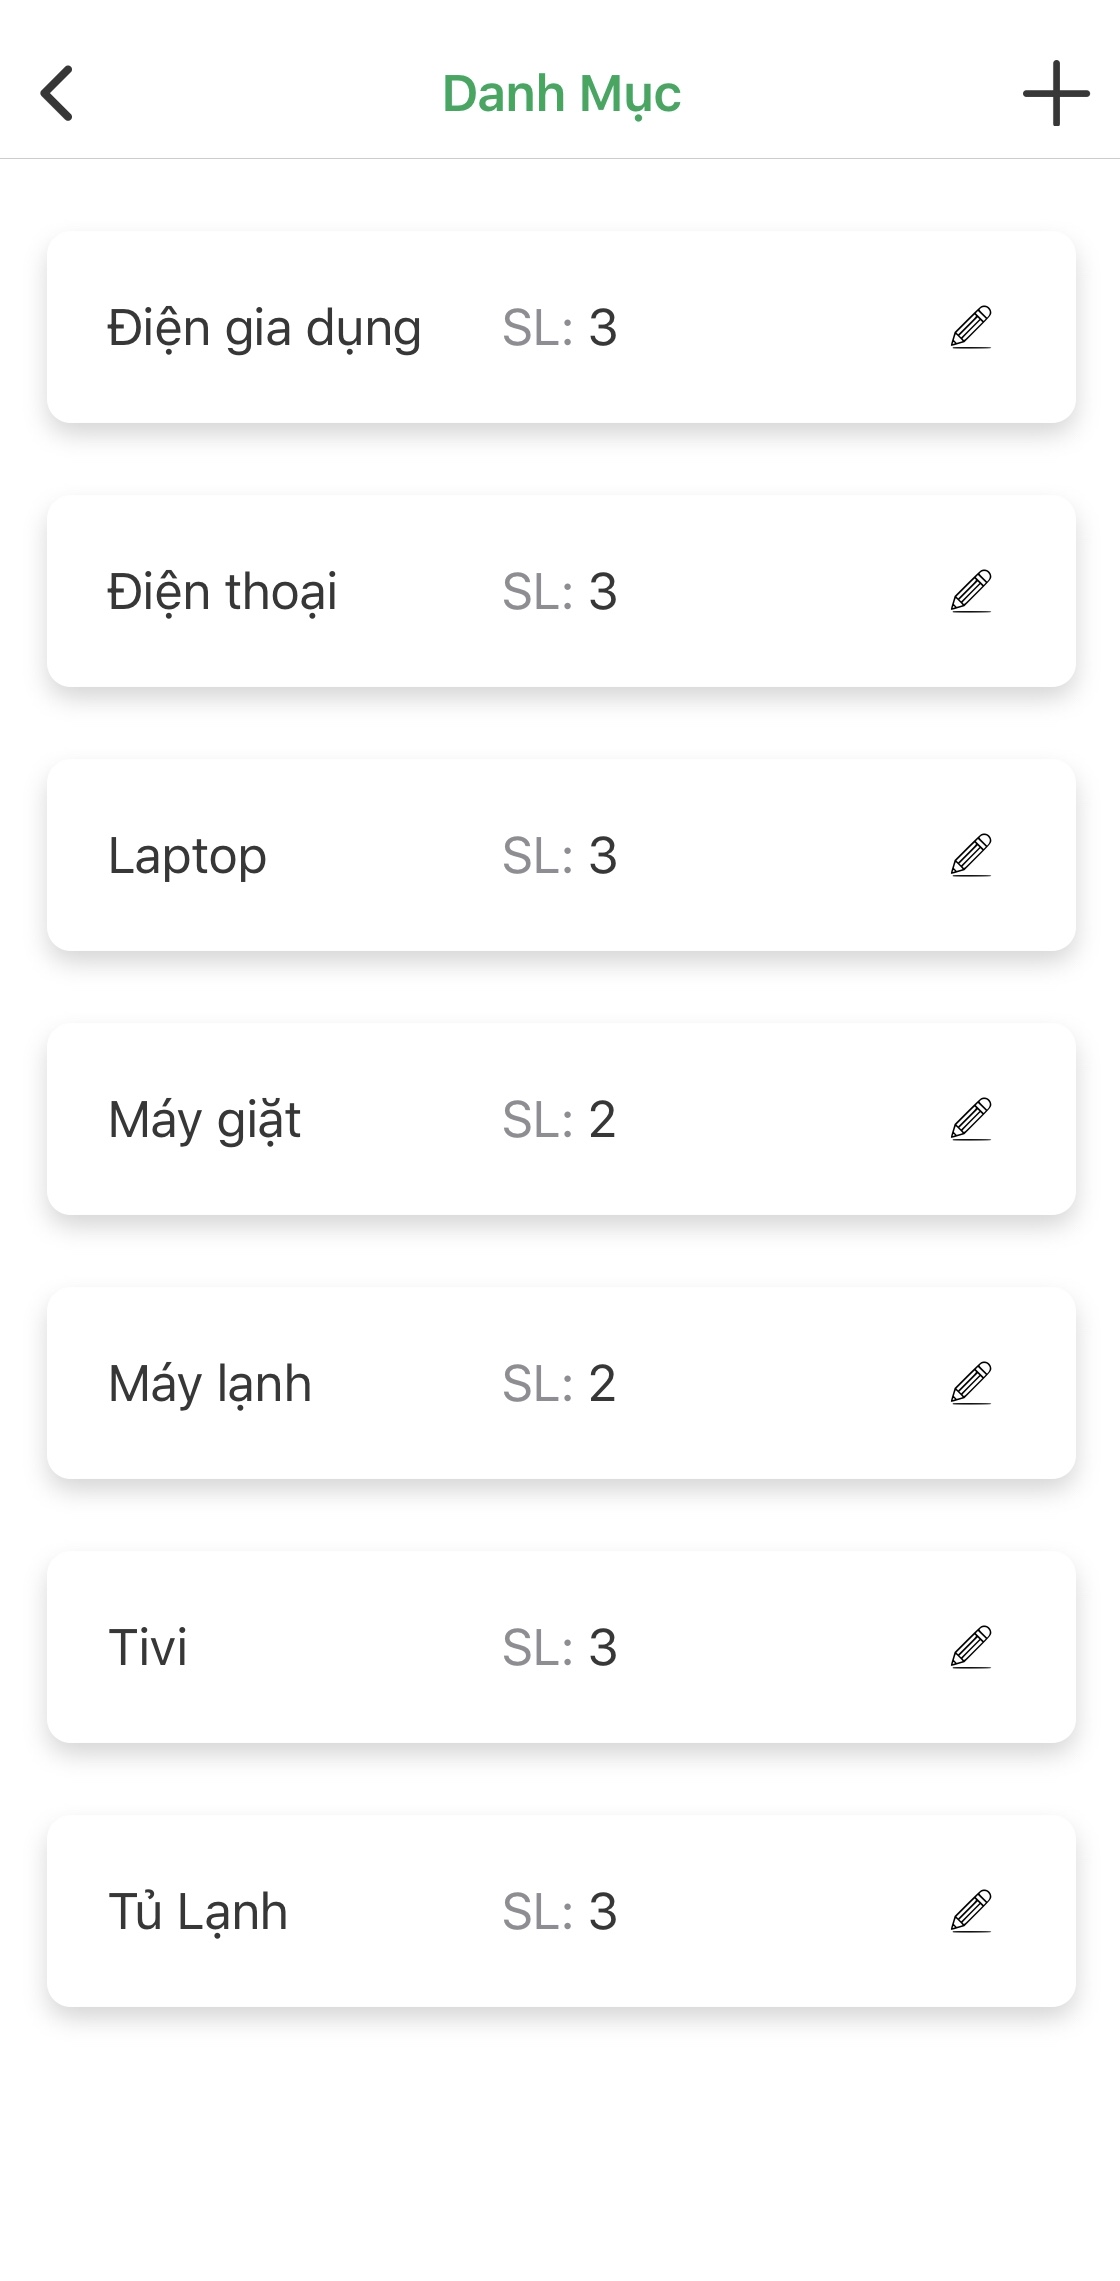 Danh Mục
Điện gia dụng SL: 3
Điện thoại SL: 3
Laptop SL: 3
Máy giặt SL: 2
Máy lạnh SL: 2
Tivi SL: 3
Tủ Lạnh SL: 3